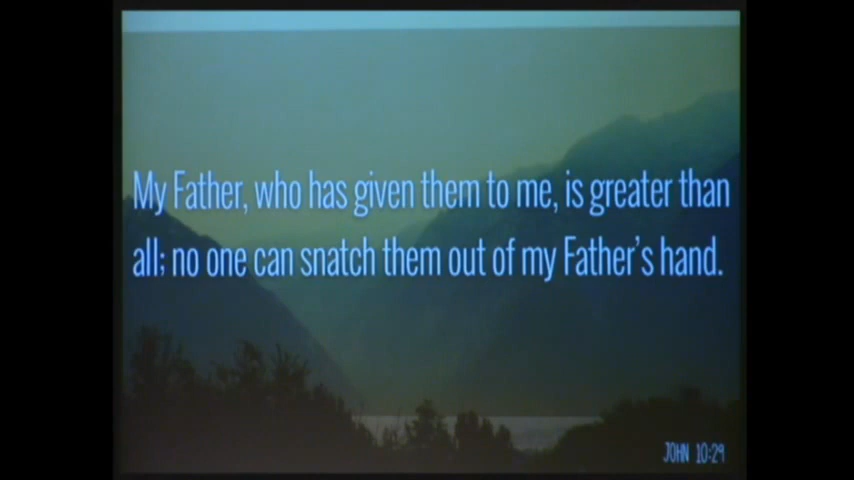 My Father, who has given them to me, is greater than
all; no one can snatch them out of my Father's hand.
JOHN 10:29